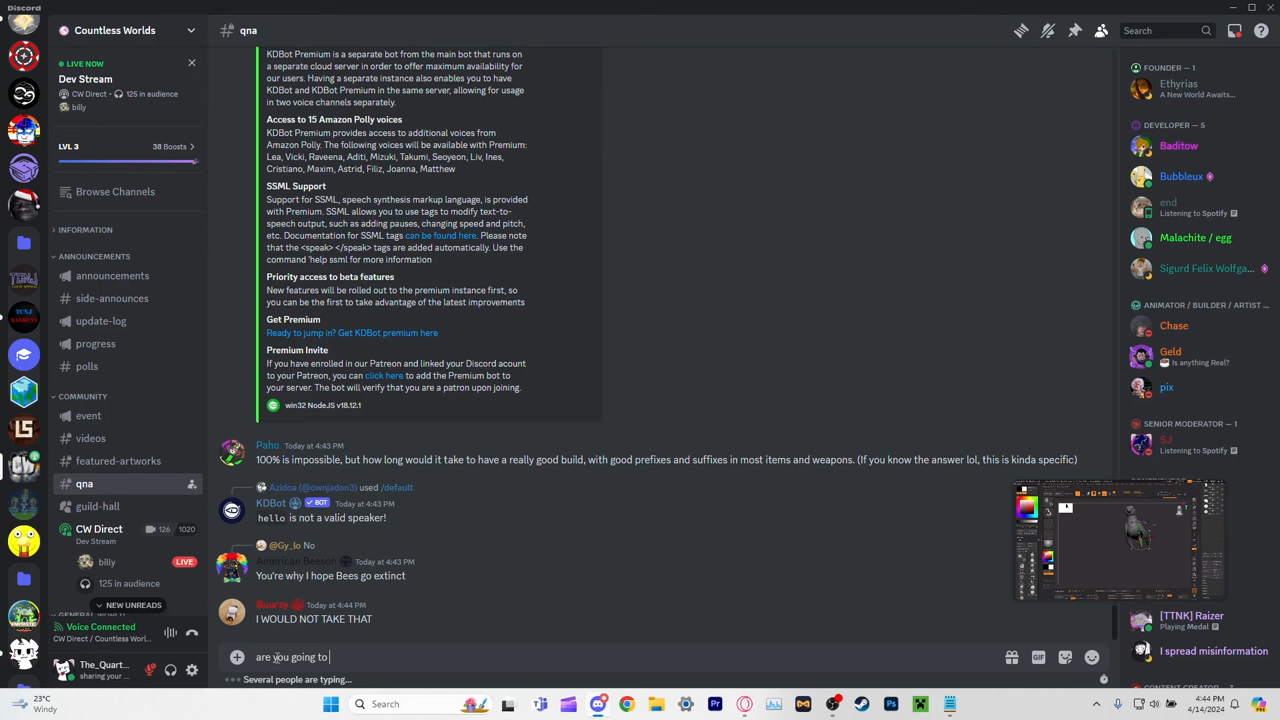 Discord
Countless Worlds
qna
Search
LIVE NOW
Dev Stream
CW Direct • 125 in audience
billy
LVL 3
38 Boosts
Browse Channels
INFORMATION
ANNOUNCEMENTS
announcements
side-announces
update-log
progress
polls
COMMUNITY
event
videos
featured-artworks
qna
guild-hall
CW Direct
126 1020
Dev Stream
billy
LIVE
125 in audience
NEW UNREADS
Voice Connected
CW Direct / Countless Worl...
The_Quart...
sharing your ...
KDBot Premium is a separate bot from the main bot that runs on
a separate cloud server in order to offer maximum availability for
our users. Having a separate instance also enables you to have
KDBot and KDBot Premium in the same server, allowing for usage
in two voice channels separately.
Access to 15 Amazon Polly voices
KDBot Premium provides access to additional voices from
Amazon Polly. The following voices will be available with Premium:
Lea, Vicki, Raveena, Aditi, Mizuki, Takumi, Seoyeon, Liv, Ines,
Cristiano, Maxim, Astrid, Filiz, Joanna, Matthew
SSML Support
Support for SSML, speech synthesis markup language, is provided
with Premium. SSML allows you to use tags to modify text-to-
speech output, such as adding pauses, changing speed and pitch,
etc. Documentation for SSML tags can be found here. Please note
that the <speak> </speak> tags are added automatically. Use the
command 'help ssml for more information
Priority access to beta features
New features will be rolled out to the premium instance first, so
you can be the first to take advantage of the latest improvements
Get Premium
Ready to jump in? Get KDBot premium here
Premium Invite
If you have enrolled in our Patreon and linked your Discord acount
to your Patreon, you can click here to add the Premium bot to
your server. The bot will verify that you are a patron upon joining.
win32 NodeJS v18.12.1
Paho Today at 4:43 PM
100% is impossible, but how long would it take to have a really good build, with good prefixes and suffixes in most items and weapons. (If you know the answer lol, this is kinda specific)
Azidoa (@ownjadon3) used /default
KDBot BOT Today at 4:43 PM
hello is not a valid speaker!
@Gy_lo No
American Beeson Today at 4:43 PM
You're why I hope Bees go extinct
Today at 4:44 PM
I WOULD NOT TAKE THAT
are you going to
Several people are typing...
FOUNDER — 1
Ethyrias
A New World Awaits...
DEVELOPER — 5
Baditow
Bubbleux
end
Listening to Spotify
Malachite / egg
Sigurd Felix Wolfga...
ANIMATOR / BUILDER / ARTIST ...
Chase
Geld
Is anything Real?
pix
SENIOR MODERATOR — 1
SJ
Listening to Spotify
[TTNK] Raizer
Playing Medal
I spread misinformation
23°C
Windy
Search
4:44 PM
4/14/2024